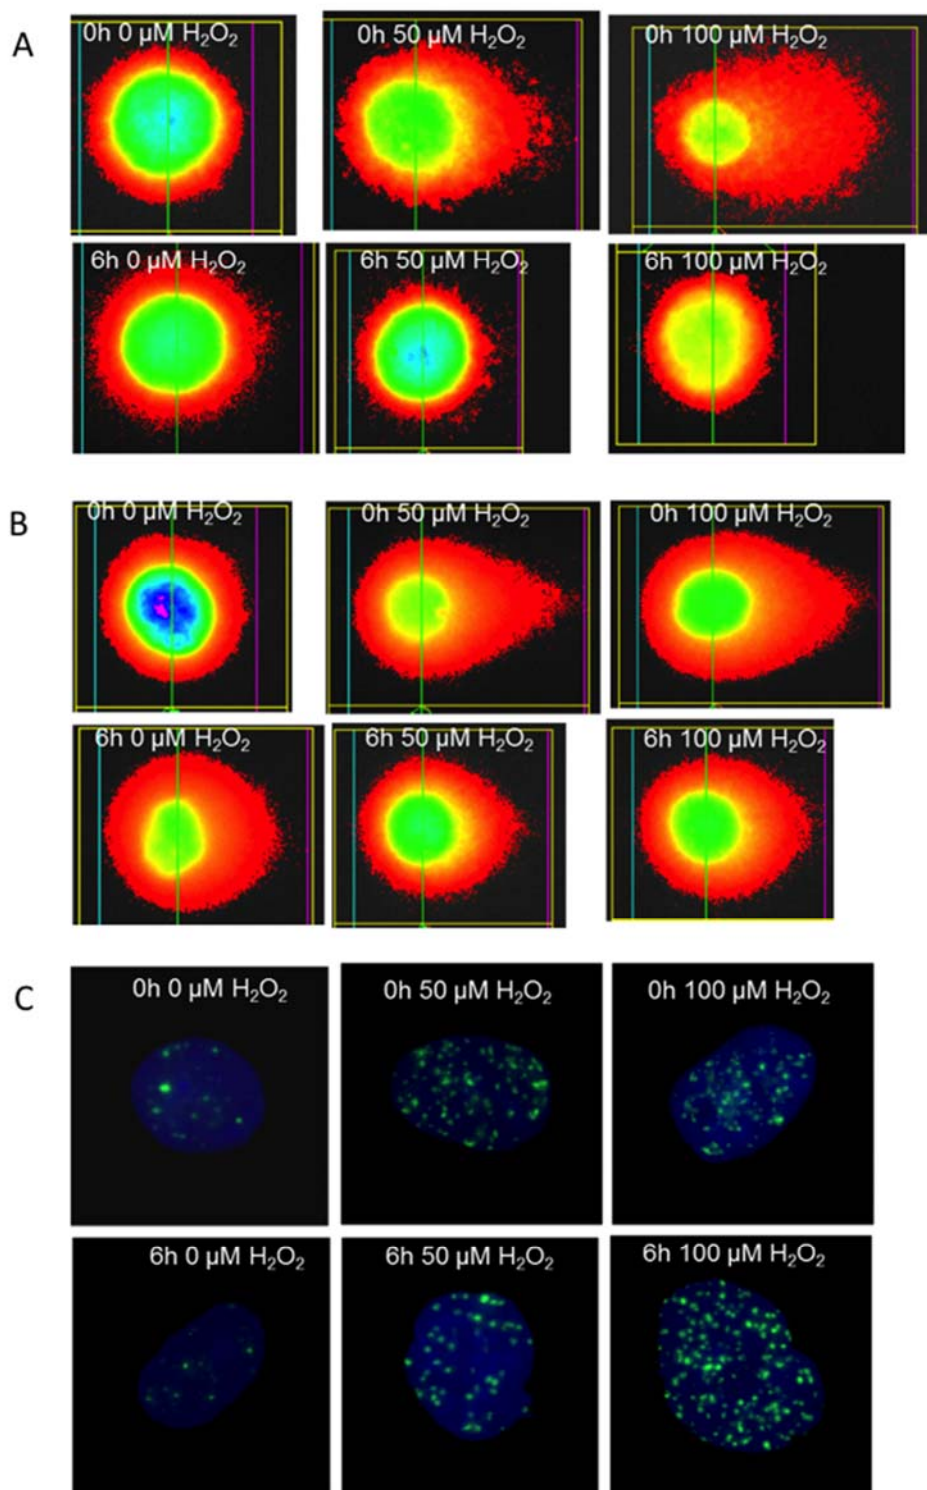 A
0h 0 µM H₂O₂
0h 50 µM H₂O₂
0h 100 µM H₂O₂
6h 0 µM H₂O₂
6h 50 µM H₂O₂
6h 100 µM H₂O₂
B
0h 0 µM H₂O₂
0h 50 µM H₂O₂
0h 100 µM H₂O₂
6h 0 µM H₂O₂
6h 50 µM H₂O₂
6h 100 µM H₂O₂
C
0h 0 µM H₂O₂
0h 50 µM H₂O₂
0h 100 µM H₂O₂
6h 0 µM H₂O₂
6h 50 µM H₂O₂
6h 100 µM H₂O₂